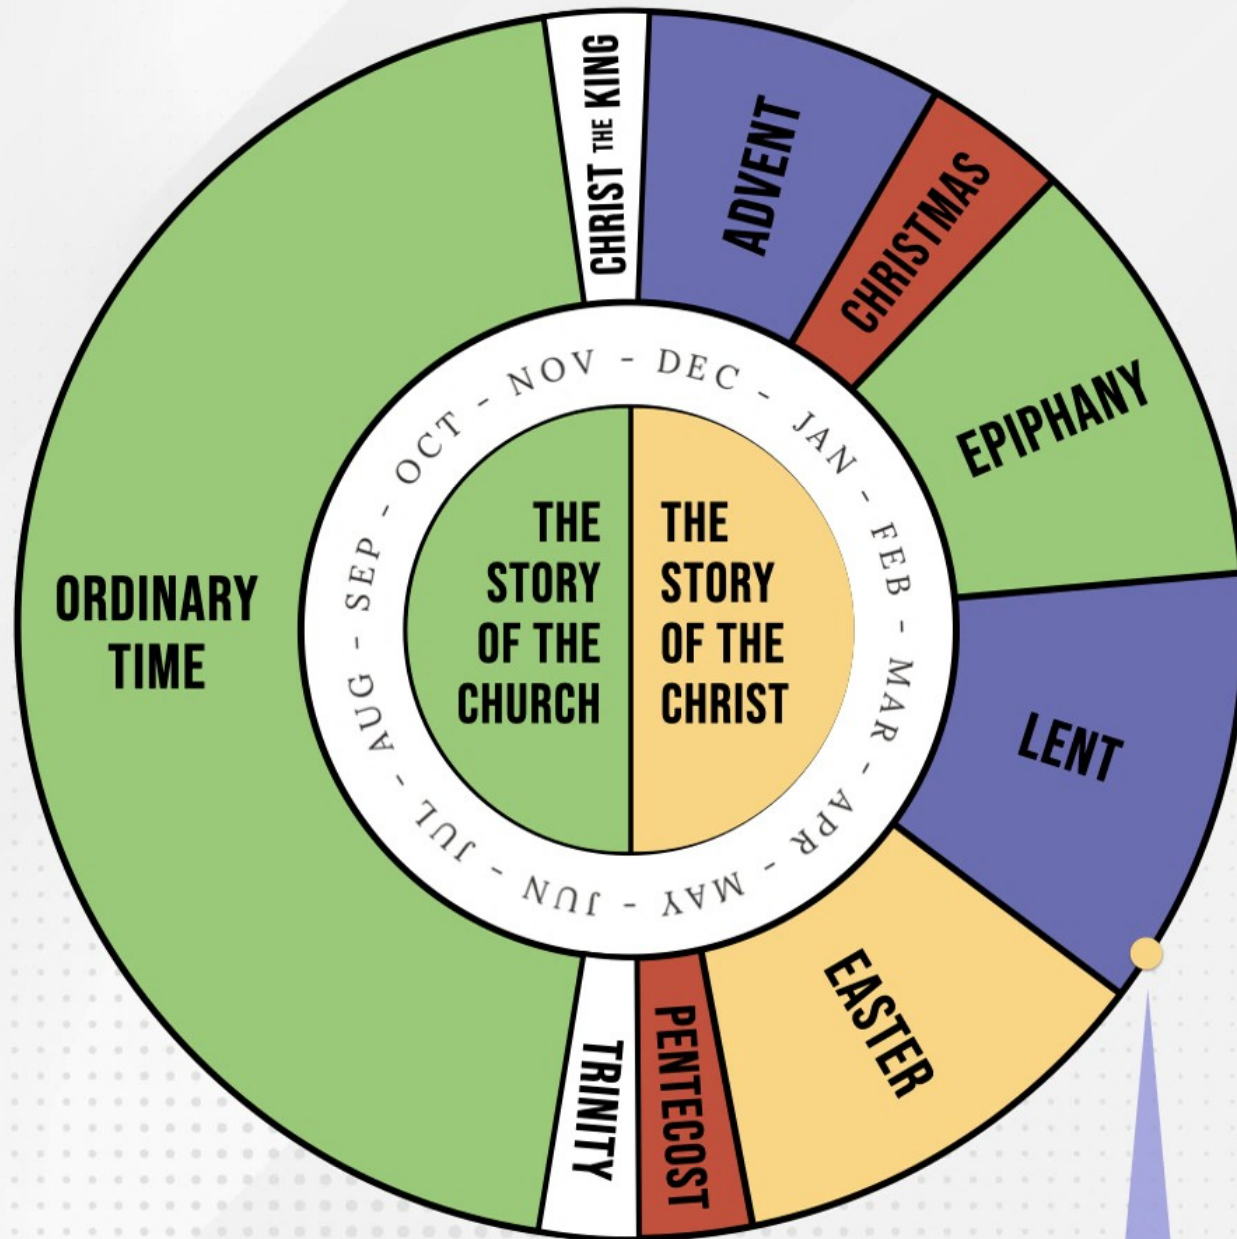 CHRIST THE KING
ADVENT
CHRISTMAS
EPIPHANY
LENT
EASTER
PENTECOST
TRINITY
ORDINARY
TIME
DEC - JAN - FEB - MAR - APR - MAY - JUN - JUL - AUG - SEP - OCT - NOV -
THE
STORY
OF THE
CHURCH
THE
STORY
OF THE
CHRIST